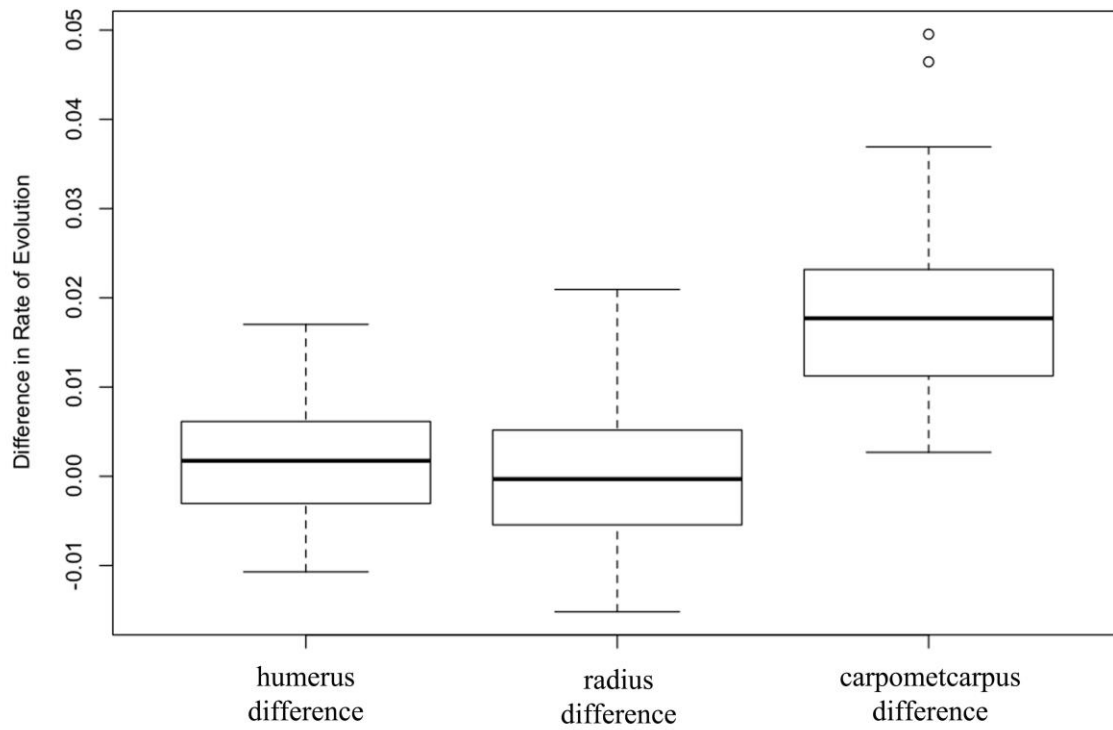 Difference in Rate of Evolution
0.05
0.04
0.03
0.02
0.01
0.00
-0.01
humerus
difference
radius
difference
carpometcarpus
difference